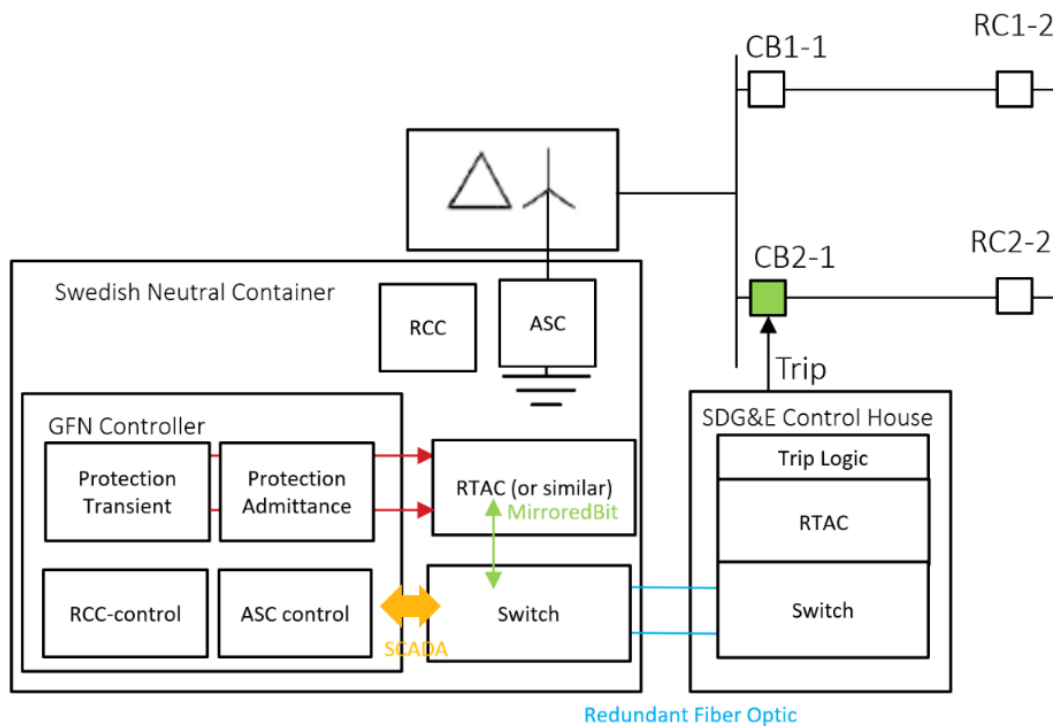 RC1-2
CB1-1
CB2-1
RC2-2
Swedish Neutral Container
RCC
ASC
Trip
SDG&E Control House
GFN Controller
Protection
Transient
Protection
Admittance
RTAC (or similar)
MirroredBit
Trip Logic
RTAC
RCC-control
ASC control
SCADA
Switch
Switch
Redundant Fiber Optic